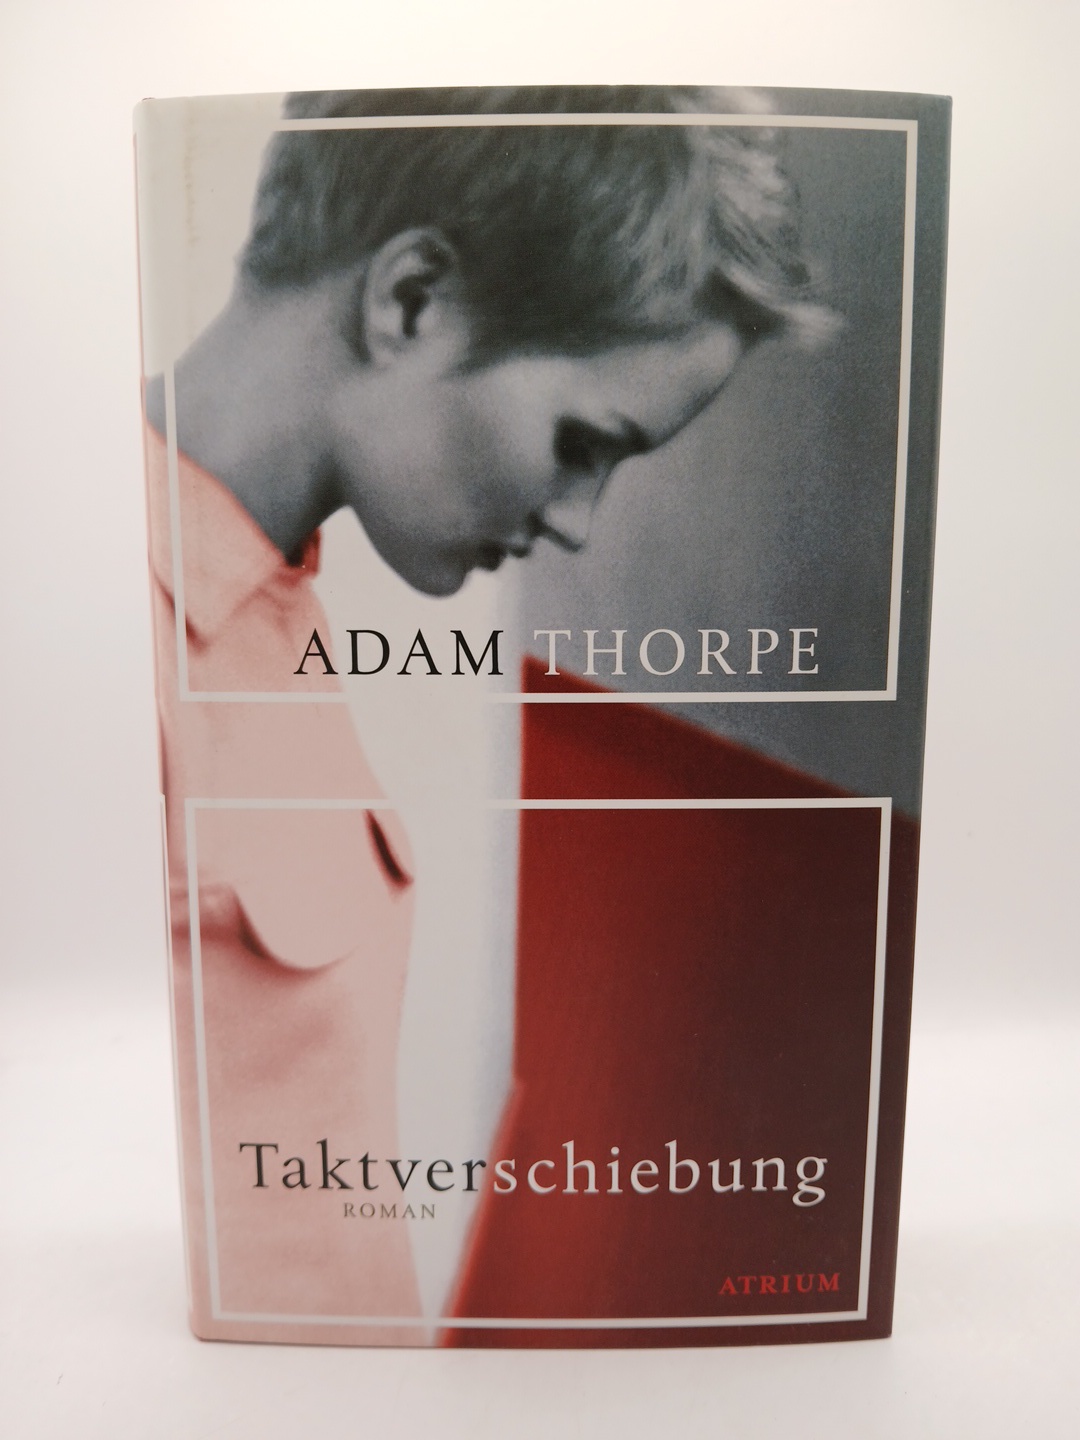 ADAM THORPE
Taktverschiebung
ROMAN
ATRIUM